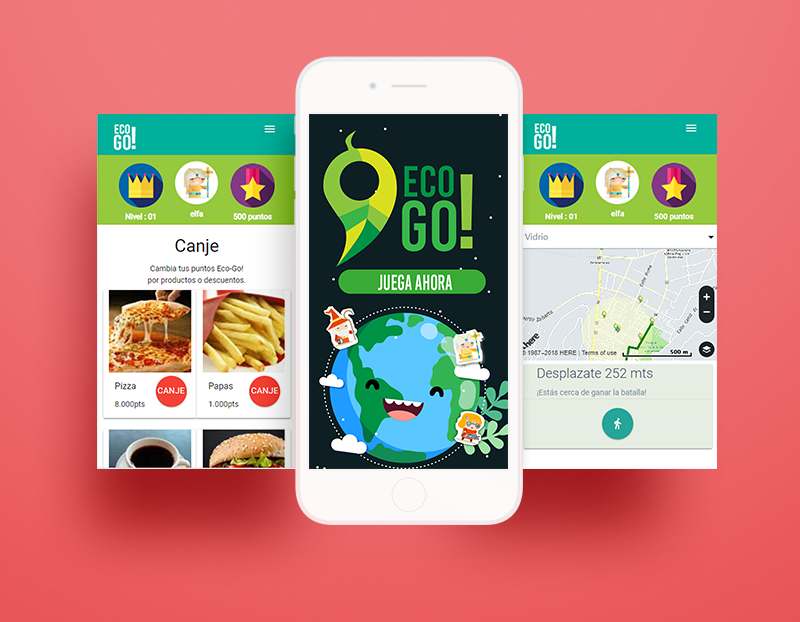 ECO
GO!
Nivel : 01
elfa
500 puntos
Canje
Cambia tus puntos Eco-Go!
por productos o descuentos.
Pizza
CANJE
8.000pts
Papas
CANJE
1.000pts
ECO
GO!
JUEGA AHORA
ECO
GO!
Nivel : 01
elfa
500 puntos
Vidrio
+
−
here
© 1987–2018 HERE | Terms of use
500 m
Desplazate 252 mts
¡Estás cerca de ganar la batalla!